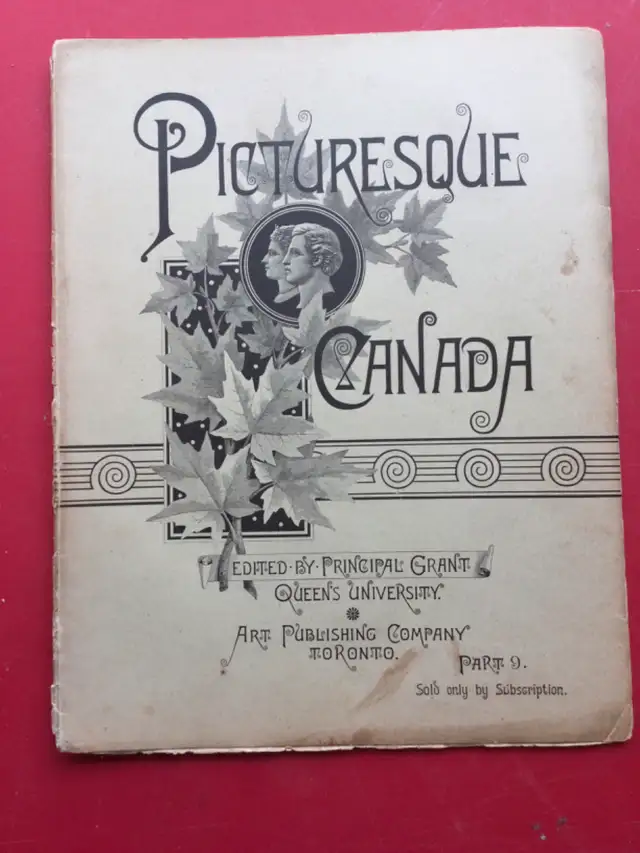 PICTURESQUE
CANADA
EDITED·BY·PRINCIPAL GRANT
QUEEN'S UNIVERSITY.
ART PUBLISHING COMPANY
TORONTO.
PART 9.
Sold only by Subscription.